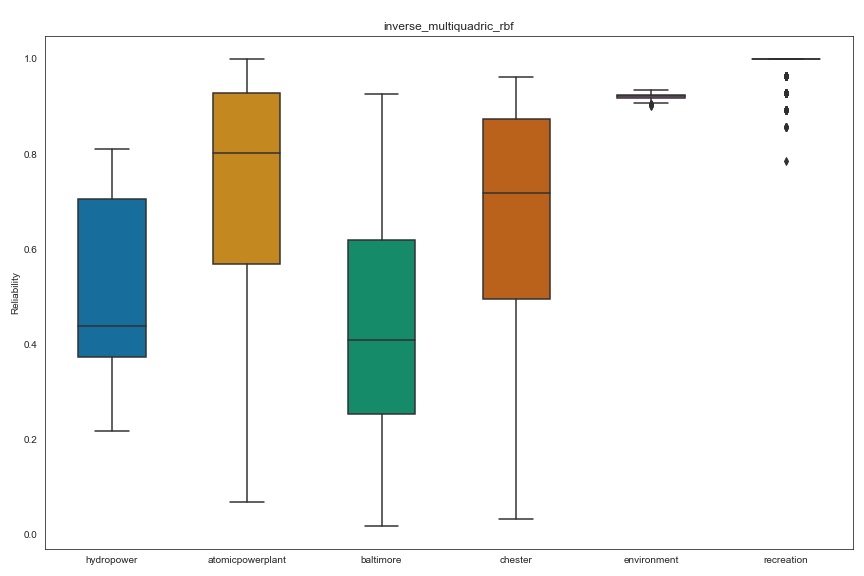 inverse_multiquadric_rbf
1.0
0.8
0.6
0.4
0.2
0.0
Reliability
hydropower atomicpowerplant baltimore chester environment recreation